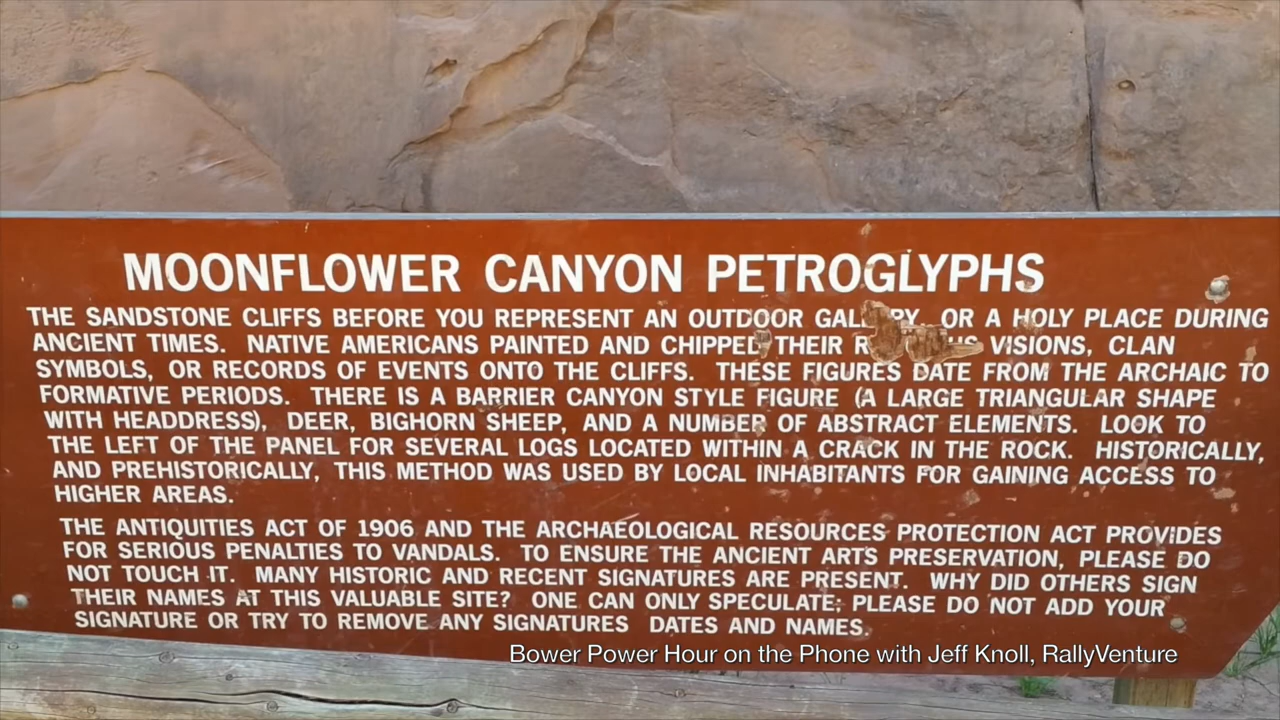 MOONFLOWER CANYON PETROGLYPHS
THE SANDSTONE CLIFFS BEFORE YOU REPRESENT AN OUTDOOR GALLERY, OR A HOLY PLACE DURING
ANCIENT TIMES. NATIVE AMERICANS PAINTED AND CHIPPED THEIR VISIONS, CLAN
SYMBOLS, OR RECORDS OF EVENTS ONTO THE CLIFFS. THESE FIGURES DATE FROM THE ARCHAIC TO
FORMATIVE PERIODS. THERE IS A BARRIER CANYON STYLE FIGURE (A LARGE TRIANGULAR SHAPE
WITH HEADDRESS), DEER, BIGHORN SHEEP, AND A NUMBER OF ABSTRACT ELEMENTS. LOOK TO
THE LEFT OF THE PANEL FOR SEVERAL LOGS LOCATED WITHIN A CRACK IN THE ROCK. HISTORICALLY,
AND PREHISTORICALLY, THIS METHOD WAS USED BY LOCAL INHABITANTS FOR GAINING ACCESS TO
HIGHER AREAS.
THE ANTIQUITIES ACT OF 1906 AND THE ARCHAEOLOGICAL RESOURCES PROTECTION ACT PROVIDES
FOR SERIOUS PENALTIES TO VANDALS. TO ENSURE THE ANCIENT ARTS PRESERVATION, PLEASE DO
NOT TOUCH IT. MANY HISTORIC AND RECENT SIGNATURES ARE PRESENT. WHY DID OTHERS SIGN
THEIR NAMES AT THIS VALUABLE SITE? ONE CAN ONLY SPECULATE; PLEASE DO NOT ADD YOUR
SIGNATURE OR TRY TO REMOVE ANY SIGNATURES DATES AND NAMES.
Bower Power Hour on the Phone with Jeff Knoll, RallyVenture